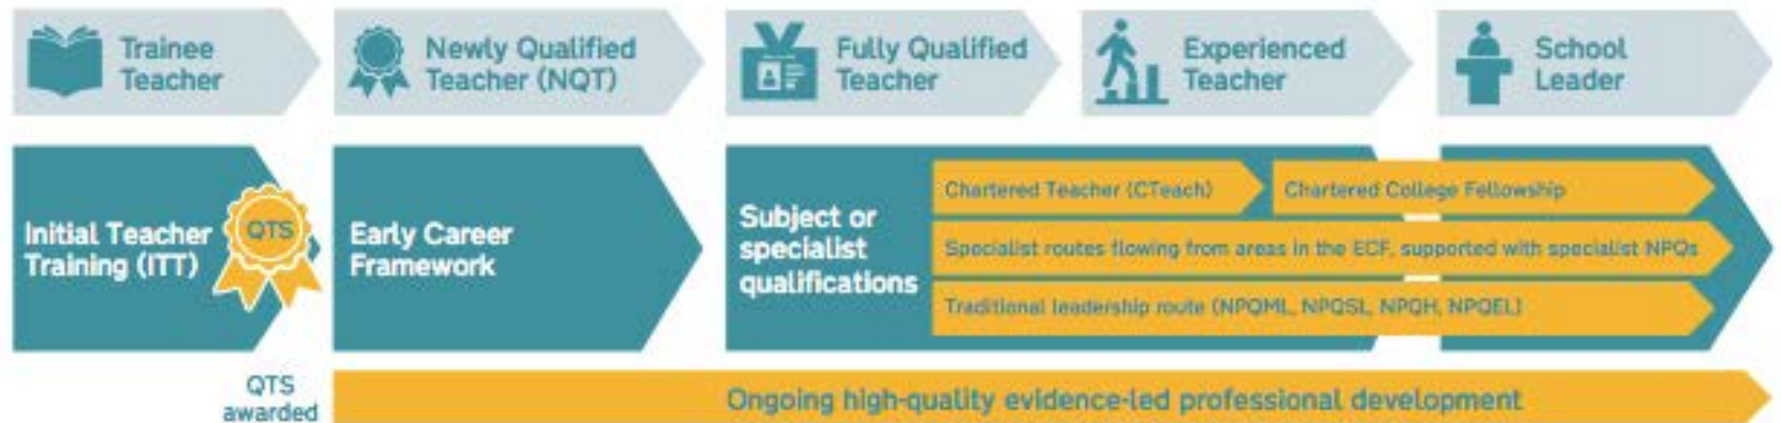 Trainee
Teacher
Newly Qualified
Teacher (NQT)
Fully Qualified
Teacher
Experienced
Teacher
School
Leader
Initial Teacher
Training (ITT)
QTS
Early Career
Framework
Subject or
specialist
qualifications
Chartered Teacher (CTeach)
Chartered College Fellowship
Specialist routes flowing from areas in the ECF, supported with specialist NPQs
Traditional leadership route (NPQML, NPQSL, NPQH, NPQEL)
QTS
awarded
Ongoing high-quality evidence-led professional development